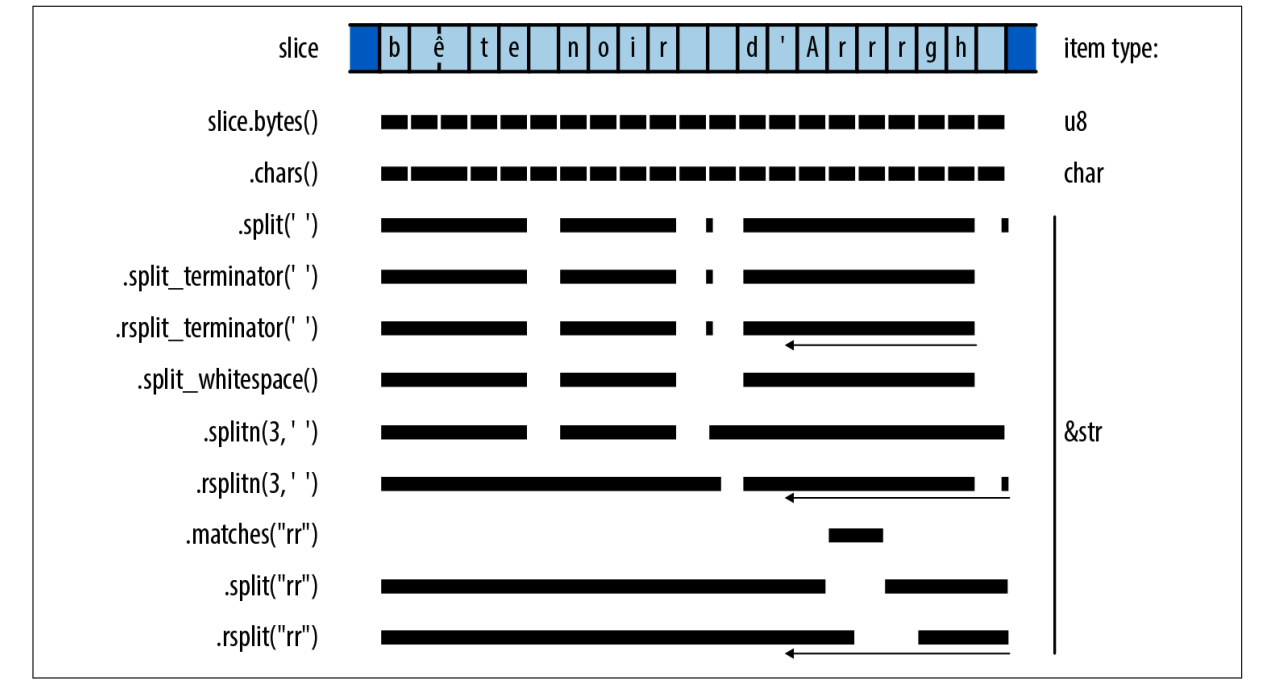 slice b ê t e n o i r d ' A r r r g h item type:
slice.bytes() u8
.chars() char
.split(' ')
.split_terminator(' ')
.rsplit_terminator(' ')
.split_whitespace()
.splitn(3, ' ') &str
.rsplitn(3, ' ')
.matches("rr")
.split("rr")
.rsplit("rr")